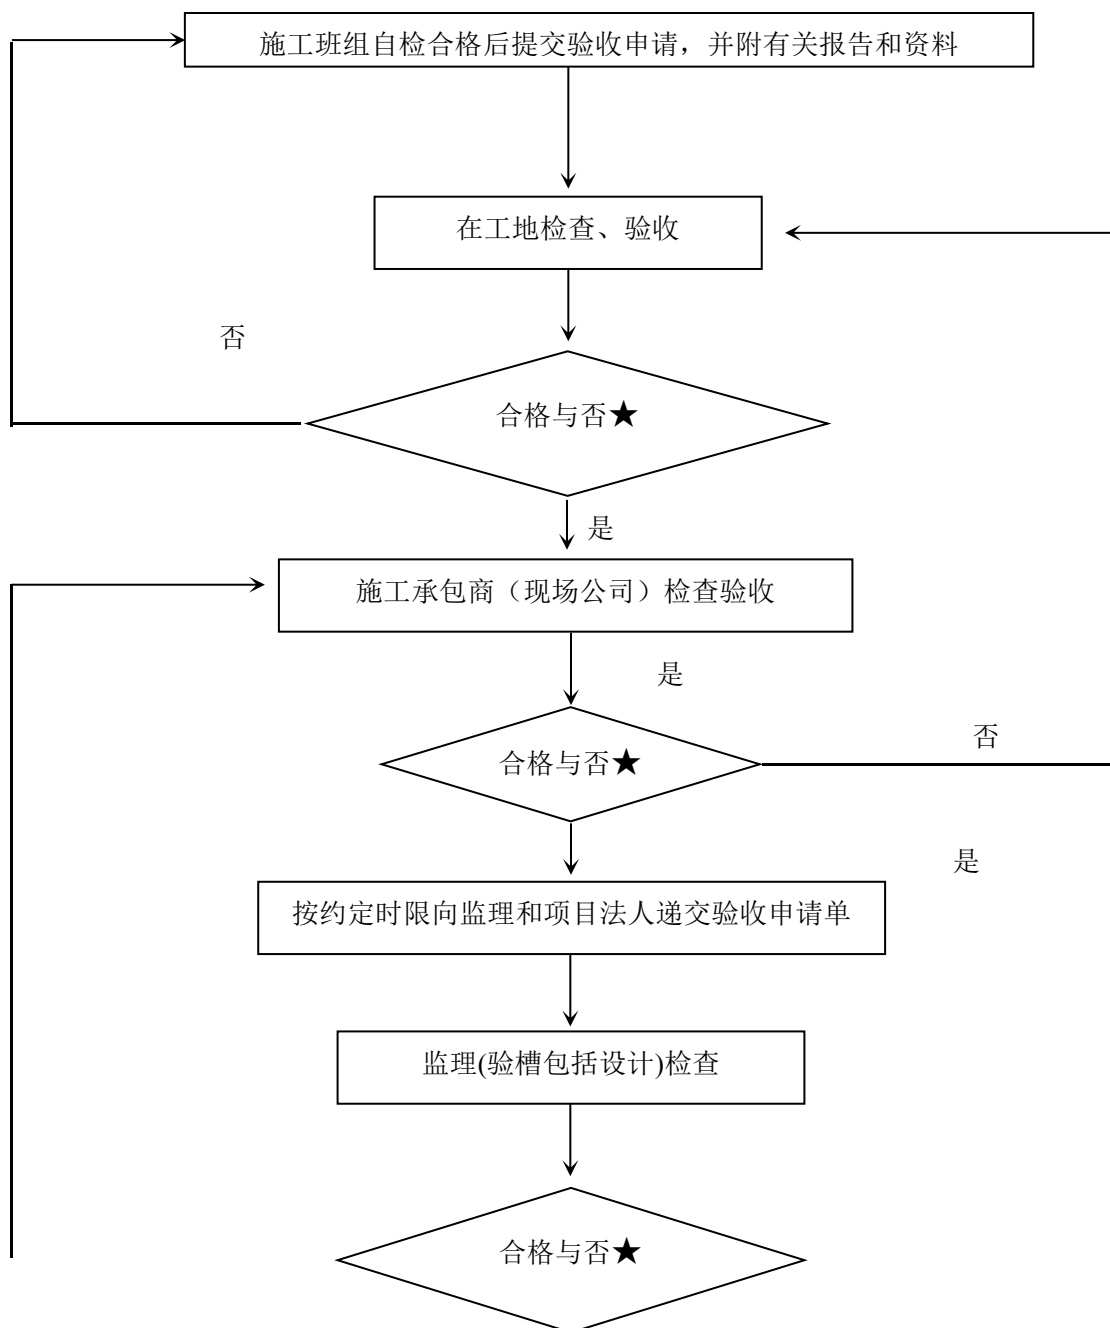 施工班组自检合格后提交验收申请，并附有关报告和资料
在工地检查、验收
否
合格与否★
是
施工承包商（现场公司）检查验收
是
否
合格与否★
是
按约定时限向监理和项目法人递交验收申请单
监理(验槽包括设计)检查
合格与否★